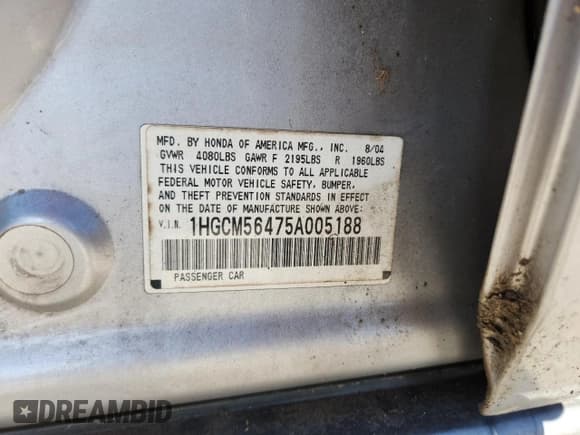 MFD. BY HONDA OF AMERICA MFG., INC. 8/04
GVWR 4080LBS GAWR F 2195LBS R 1960LBS
THIS VEHICLE CONFORMS TO ALL APPLICABLE
FEDERAL MOTOR VEHICLE SAFETY, BUMPER,
AND THEFT PREVENTION STANDARDS IN EFFECT
ON THE DATE OF MANUFACTURE SHOWN ABOVE:
V.I.N. 1HGCM56475A005188
PASSENGER CAR
DREAMBID